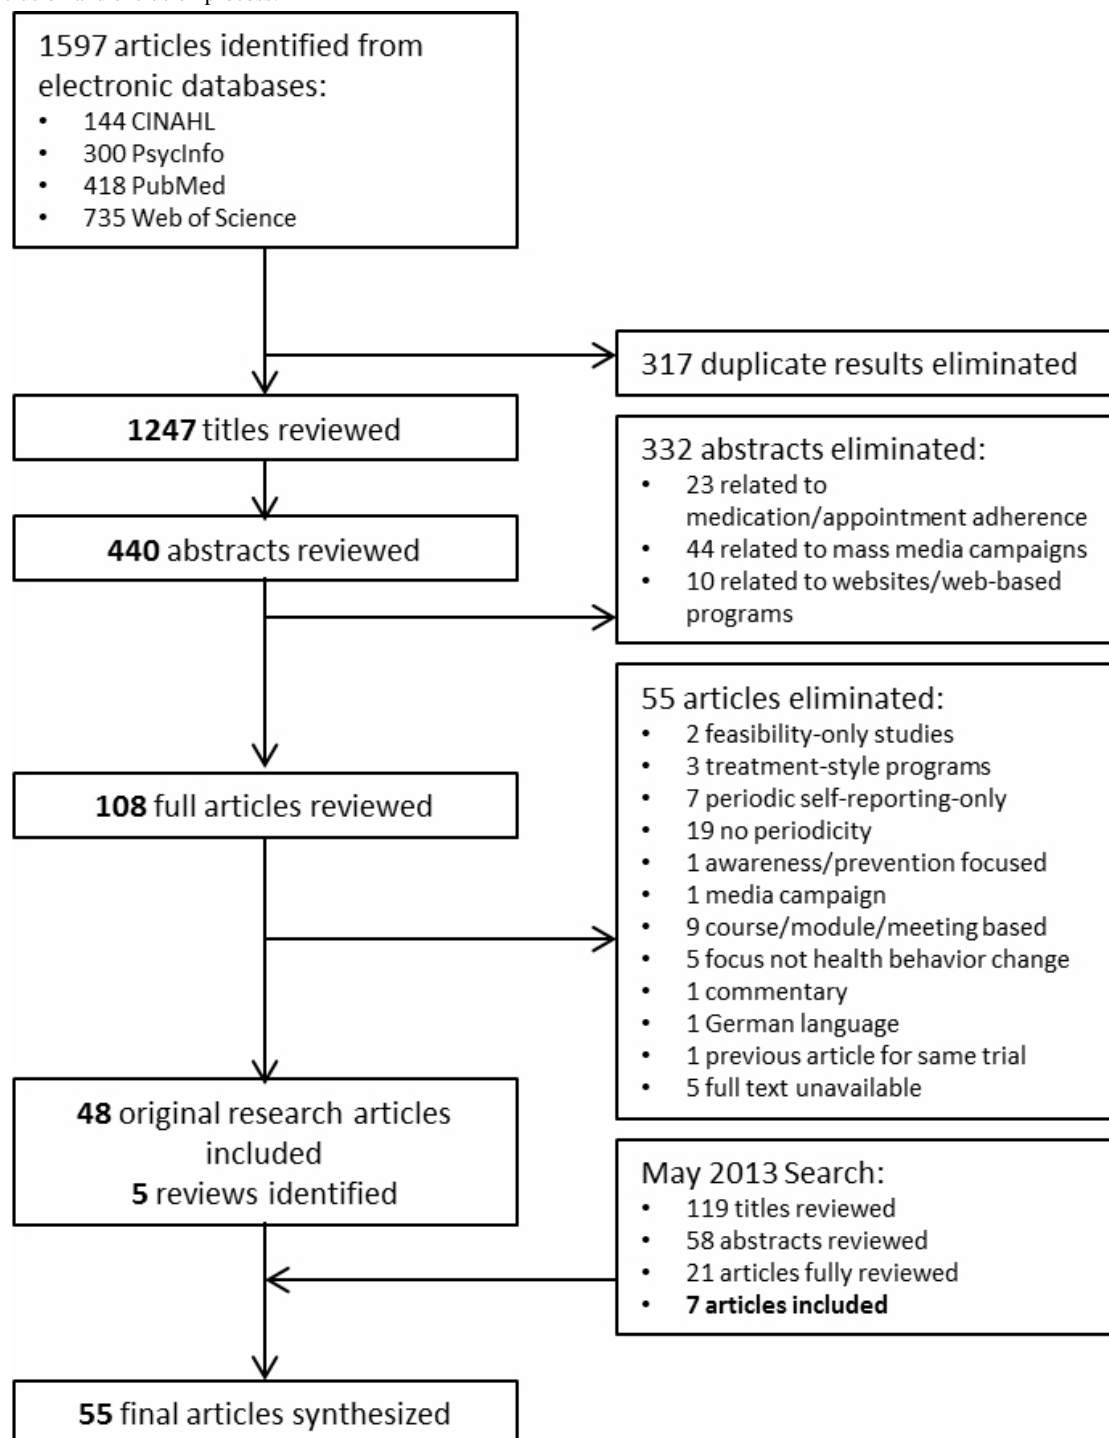 1597 articles identified from
electronic databases:
• 144 CINAHL
• 300 PsycInfo
• 418 PubMed
• 735 Web of Science
317 duplicate results eliminated
1247 titles reviewed
332 abstracts eliminated:
• 23 related to
medication/appointment adherence
• 44 related to mass media campaigns
• 10 related to websites/web-based
programs
440 abstracts reviewed
55 articles eliminated:
• 2 feasibility-only studies
• 3 treatment-style programs
• 7 periodic self-reporting-only
• 19 no periodicity
• 1 awareness/prevention focused
• 1 media campaign
• 9 course/module/meeting based
• 5 focus not health behavior change
• 1 commentary
• 1 German language
• 1 previous article for same trial
• 5 full text unavailable
108 full articles reviewed
48 original research articles
included
5 reviews identified
May 2013 Search:
• 119 titles reviewed
• 58 abstracts reviewed
• 21 articles fully reviewed
• 7 articles included
55 final articles synthesized